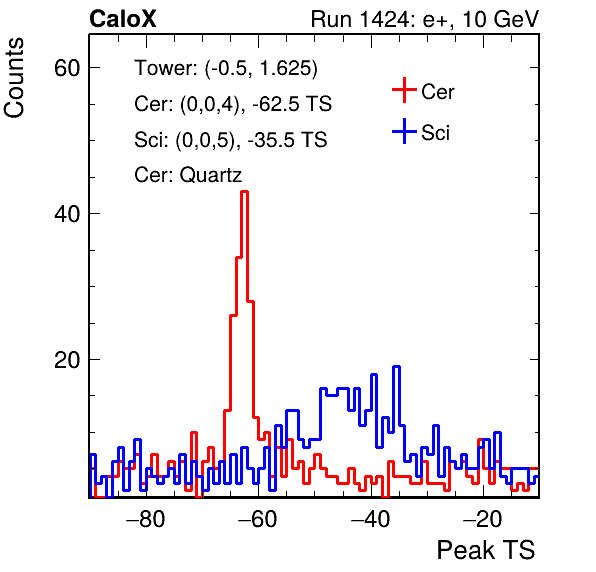 CaloX Run 1424: e+, 10 GeV
Counts
Tower: (-0.5, 1.625)
Cer: (0,0,4), -62.5 TS
Sci: (0,0,5), -35.5 TS
Cer: Quartz
Cer
Sci
60
40
20
−80 −60 −40 −20
Peak TS